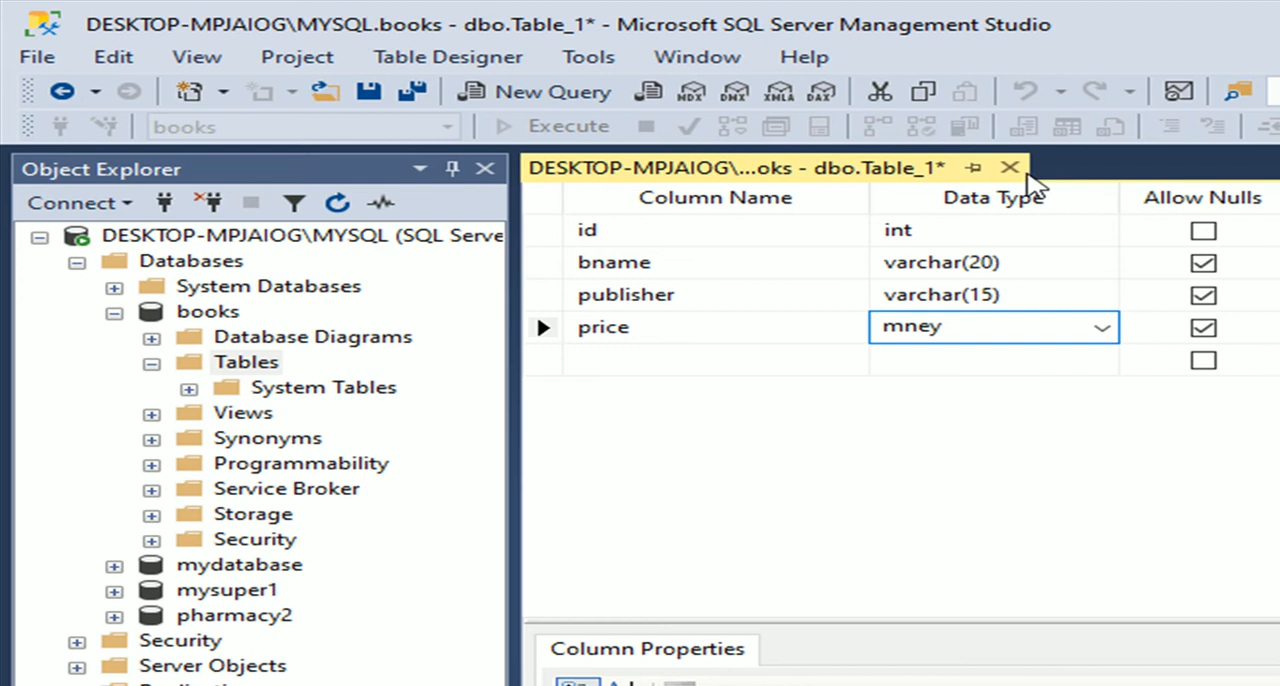 DESKTOP-MPJAIOG\MYSQL.books - dbo.Table_1* - Microsoft SQL Server Management Studio
File Edit View Project Table Designer Tools Window Help
New Query MDX DMX XMLA DAX
books Execute
Object Explorer
Connect
DESKTOP-MPJAIOG\MYSQL (SQL Serve
Databases
System Databases
books
Database Diagrams
Tables
System Tables
Views
Synonyms
Programmability
Service Broker
Storage
Security
mydatabase
mysuper1
pharmacy2
Security
Server Objects
DESKTOP-MPJAIOG\...oks - dbo.Table_1*
Column Name Data Type Allow Nulls
id int
bname varchar(20)
publisher varchar(15)
price mney
Column Properties